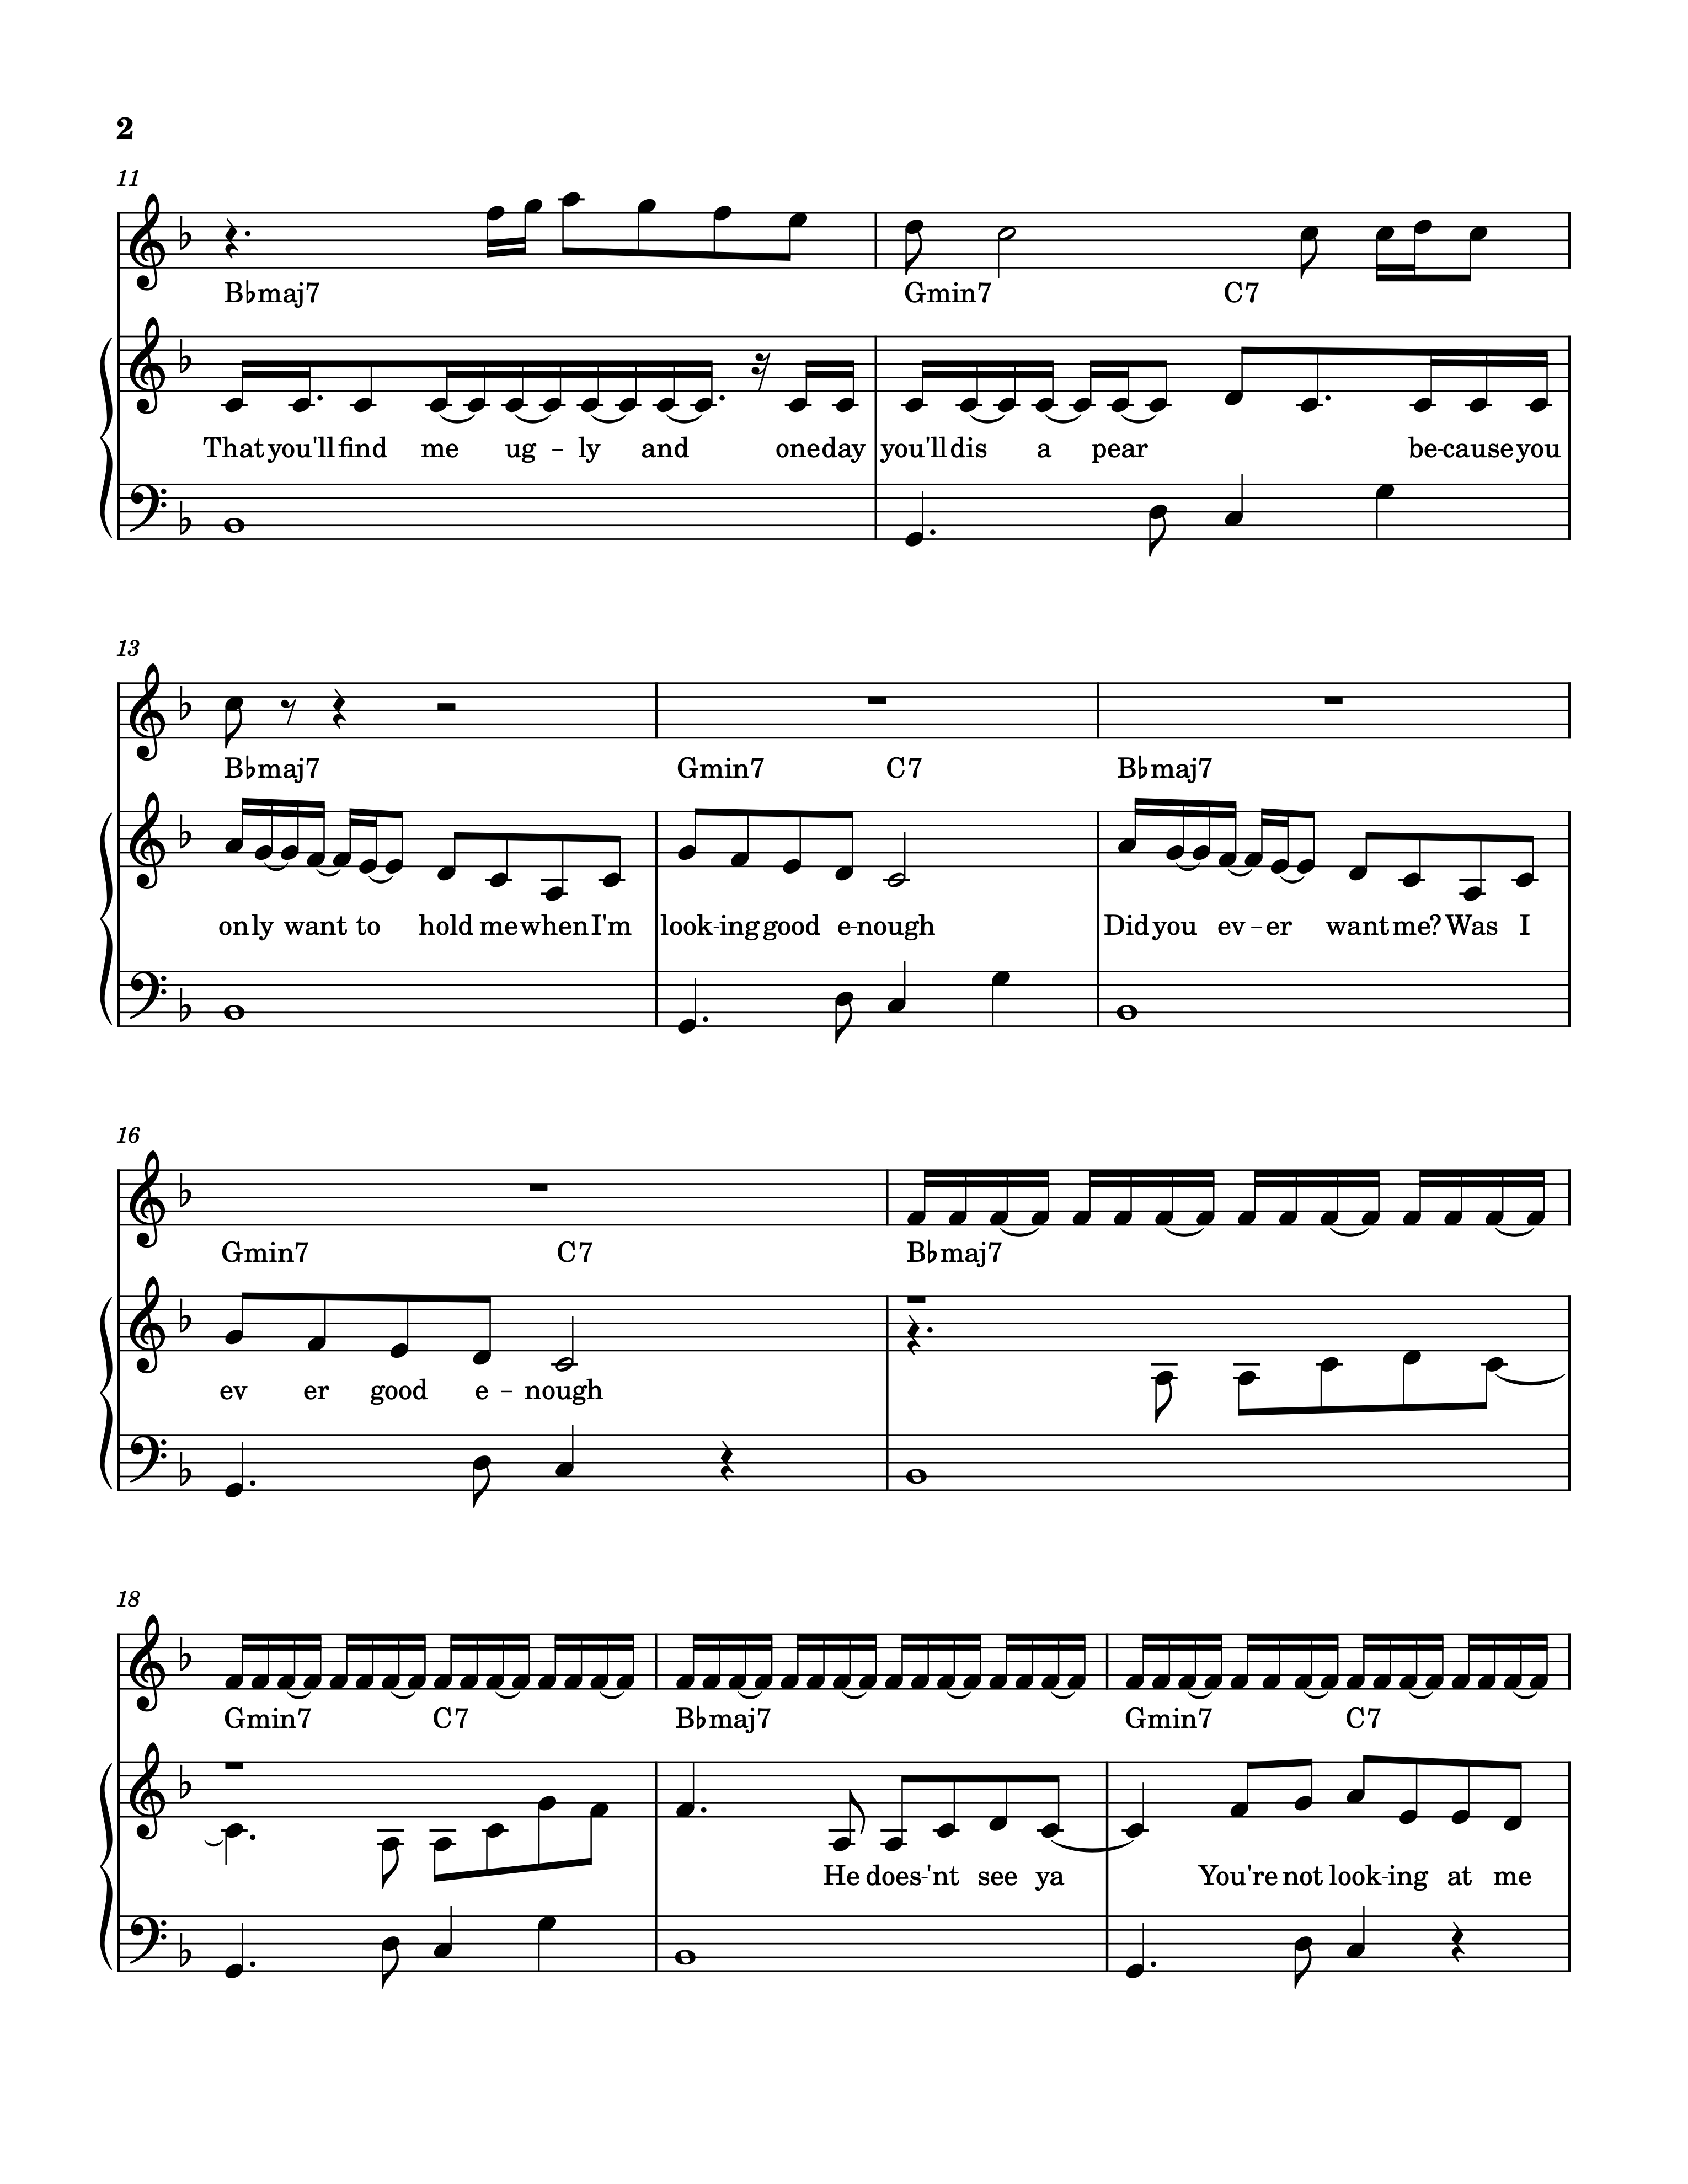 2
11
B♭maj7 Gmin7 C7
That you'll find me ug - ly and one day you'll dis a pear be-cause you
13
B♭maj7 Gmin7 C7 B♭maj7
on ly want to hold me when I'm look-ing good e-nough Did you ev-er want me? Was I
16
Gmin7 C7 B♭maj7
ev er good e - nough
18
Gmin7 C7 B♭maj7 Gmin7 C7
He does-'nt see ya You're not look-ing at me